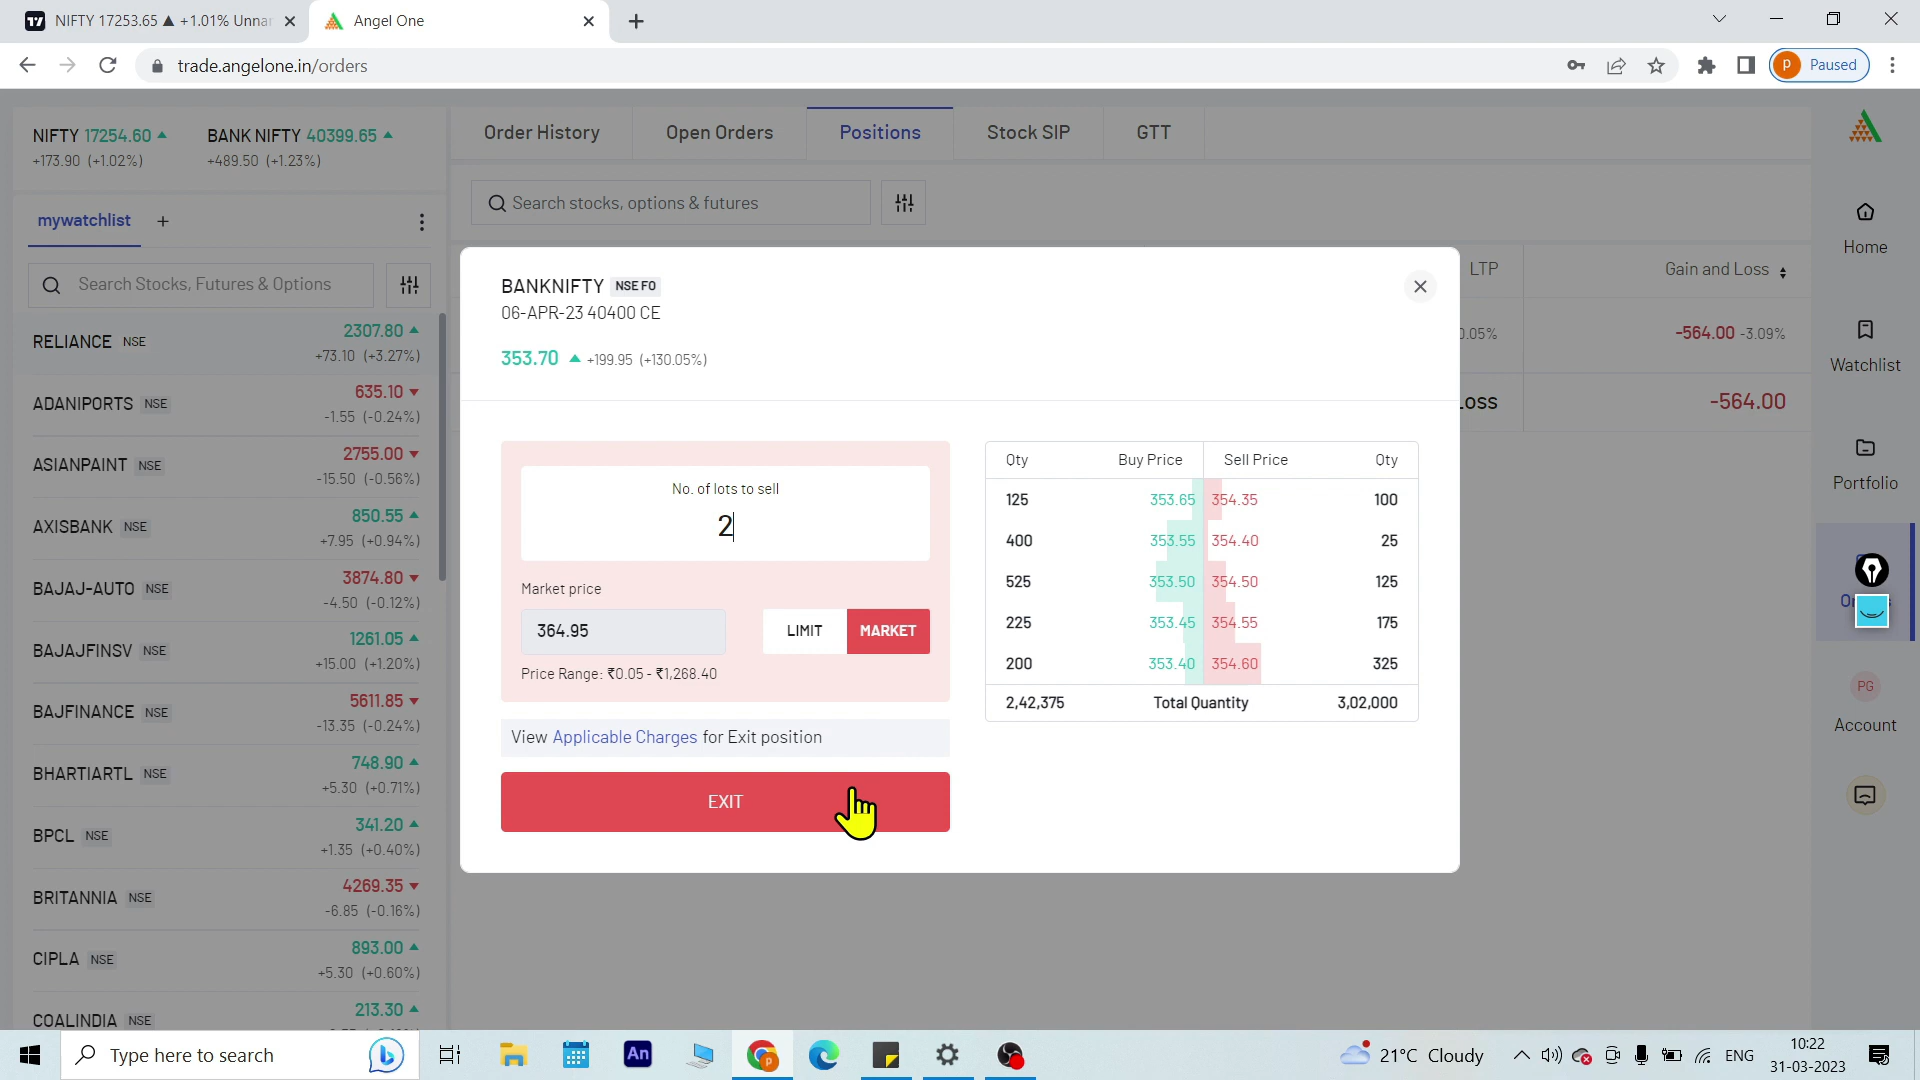 NIFTY 17253.65 ▲ +1.01% Unnar
Angel One
trade.angelone.in/orders
P Paused
NIFTY 17254.60
+173.90 (+1.02%)
BANK NIFTY 40399.65
+489.50 (+1.23%)
mywatchlist +
Search Stocks, Futures & Options
RELIANCE NSE 2307.80
+73.10 (+3.27%)
ADANIPORTS NSE 635.10
-1.55 (-0.24%)
ASIANPAINT NSE 2755.00
-15.50 (-0.56%)
AXISBANK NSE 850.55
+7.95 (+0.94%)
BAJAJ-AUTO NSE 3874.80
-4.50 (-0.12%)
BAJAJFINSV NSE 1261.05
+15.00 (+1.20%)
BAJFINANCE NSE 5611.85
-13.35 (-0.24%)
BHARTIARTL NSE 748.90
+5.30 (+0.71%)
BPCL NSE 341.20
+1.35 (+0.40%)
BRITANNIA NSE 4269.35
-6.85 (-0.16%)
CIPLA NSE 893.00
+5.30 (+0.60%)
COALINDIA NSE 213.30
Order History
Open Orders
Positions
Stock SIP
GTT
Search stocks, options & futures
LTP
Gain and Loss
0.05%)
-564.00 -3.09%
Loss
-564.00
BANKNIFTY NSE FO
06-APR-23 40400 CE
353.70 +199.95 (+130.05%)
No. of lots to sell
2
Market price
364.95
LIMIT
MARKET
Price Range: ₹0.05 - ₹1,268.40
View Applicable Charges for Exit position
EXIT
Qty Buy Price Sell Price Qty
125 353.65 354.35 100
400 353.55 354.40 25
525 353.50 354.50 125
225 353.45 354.55 175
200 353.40 354.60 325
2,42,375 Total Quantity 3,02,000
Home
Watchlist
Portfolio
PG
Account
Type here to search
An
21°C Cloudy
ENG
10:22
31-03-2023